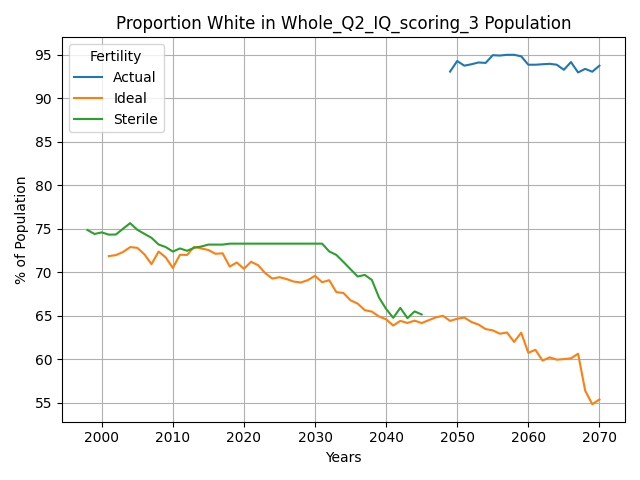 Proportion White in Whole_Q2_IQ_scoring_3 Population
Fertility
Actual
Ideal
Sterile
% of Population
95
90
85
80
75
70
65
60
55
2000 2010 2020 2030 2040 2050 2060 2070
Years